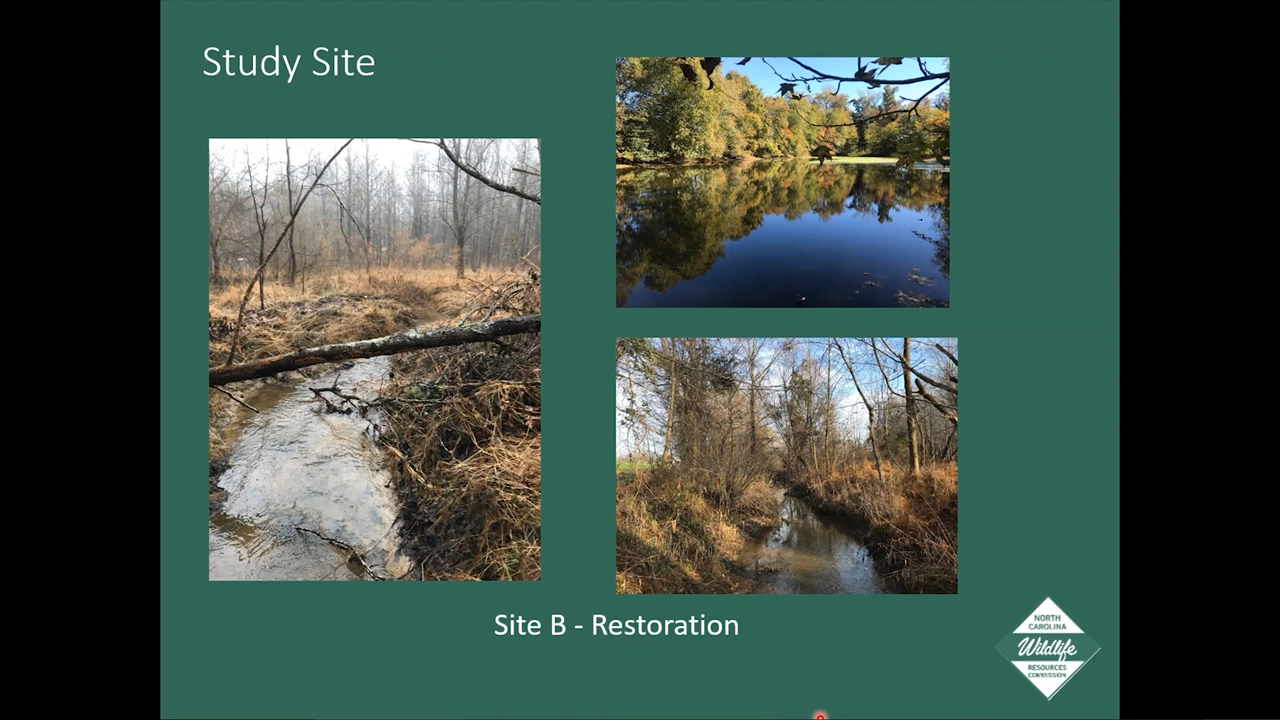 Study Site
Site B - Restoration
NORTH
CAROLINA
Wildlife
RESOURCES
COMMISSION